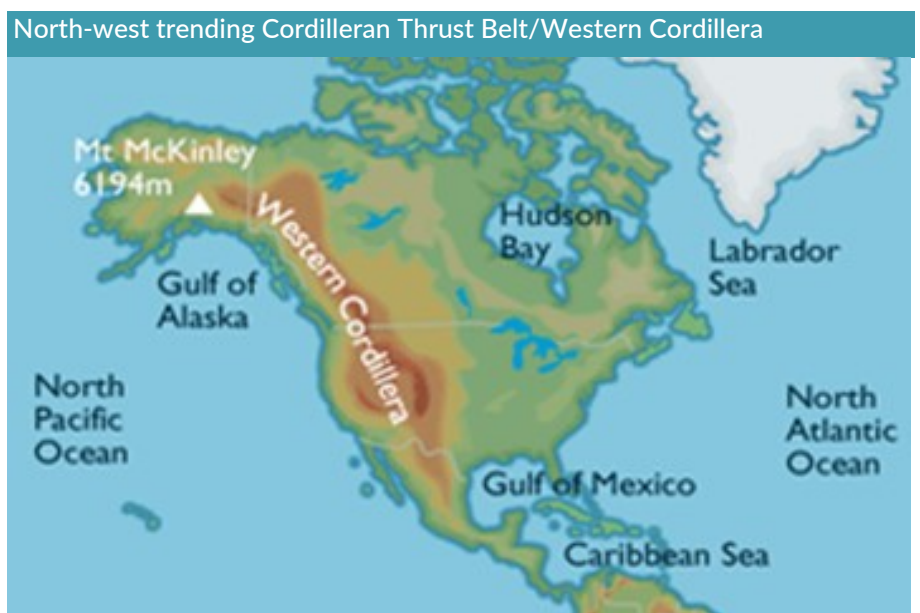 North-west trending Cordilleran Thrust Belt/Western Cordillera
Mt McKinley
6194m
Western Cordillera
Hudson
Bay
Labrador
Sea
Gulf of
Alaska
North
Pacific
Ocean
North
Atlantic
Ocean
Gulf of Mexico
Caribbean Sea